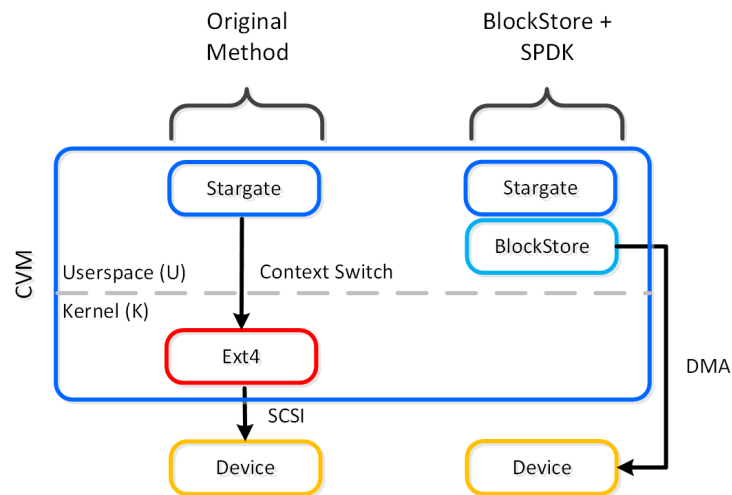 Original
Method
BlockStore +
SPDK
CVM
Stargate
Stargate
BlockStore
Userspace (U)
Context Switch
Kernel (K)
Ext4
DMA
SCSI
Device
Device